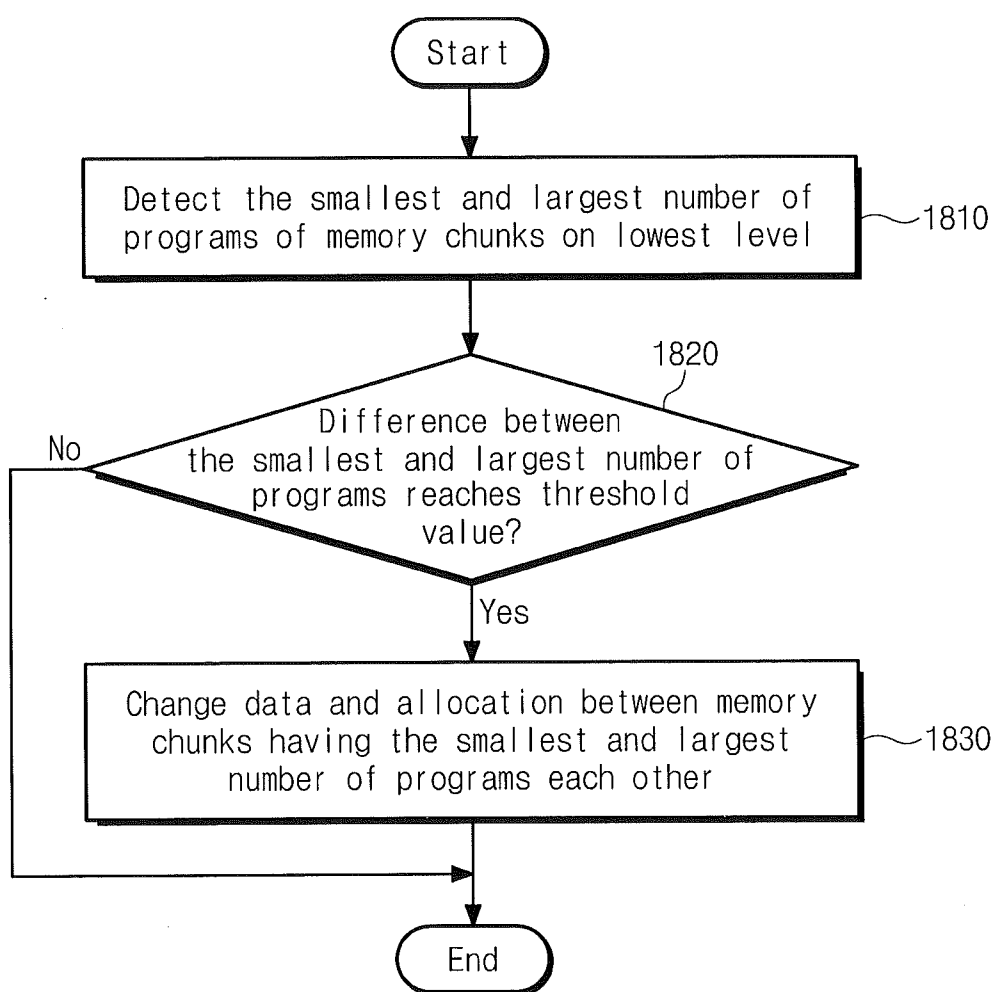 Start
Detect the smallest and largest number of
programs of memory chunks on lowest level
1810
1820
Difference between
the smallest and largest number of
programs reaches threshold
value?
No
Yes
Change data and allocation between memory
chunks having the smallest and largest
number of programs each other
1830
End